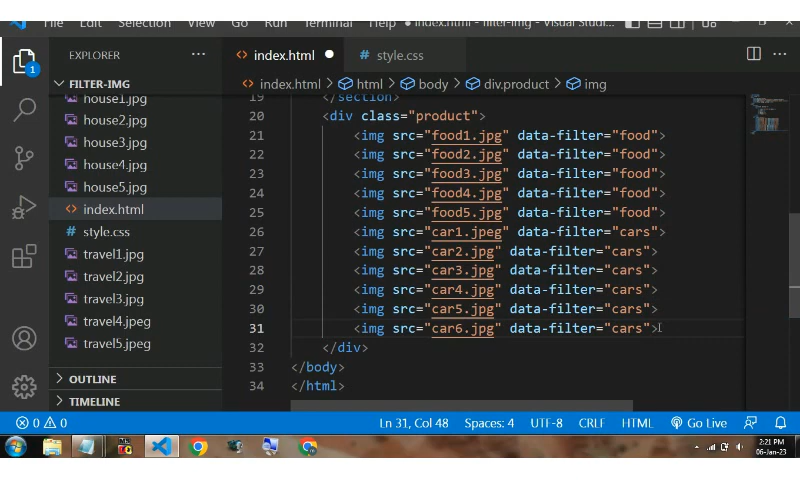 File Edit Selection View Go Run Terminal Help • index.html - filter-img - Visual Studi...
EXPLORER ...
<> index.html ● # style.css
FILTER-IMG
<> index.html > html > body > div.product > img
house1.jpg
house2.jpg
house3.jpg
house4.jpg
house5.jpg
<> index.html
# style.css
travel1.jpg
travel2.jpg
travel3.jpg
travel4.jpeg
travel5.jpeg
OUTLINE
TIMELINE
1
19 </section>
20 <div class="product">
21 <img src="food1.jpg" data-filter="food">
22 <img src="food2.jpg" data-filter="food">
23 <img src="food3.jpg" data-filter="food">
24 <img src="food4.jpg" data-filter="food">
25 <img src="food5.jpg" data-filter="food">
26 <img src="car1.jpeg" data-filter="cars">
27 <img src="car2.jpg" data-filter="cars">
28 <img src="car3.jpg" data-filter="cars">
29 <img src="car4.jpg" data-filter="cars">
30 <img src="car5.jpg" data-filter="cars">
31 <img src="car6.jpg" data-filter="cars">
32 </div>
33 </body>
34 </html>
0 0 Ln 31, Col 48 Spaces: 4 UTF-8 CRLF HTML Go Live
2:21 PM
06-Jan-23